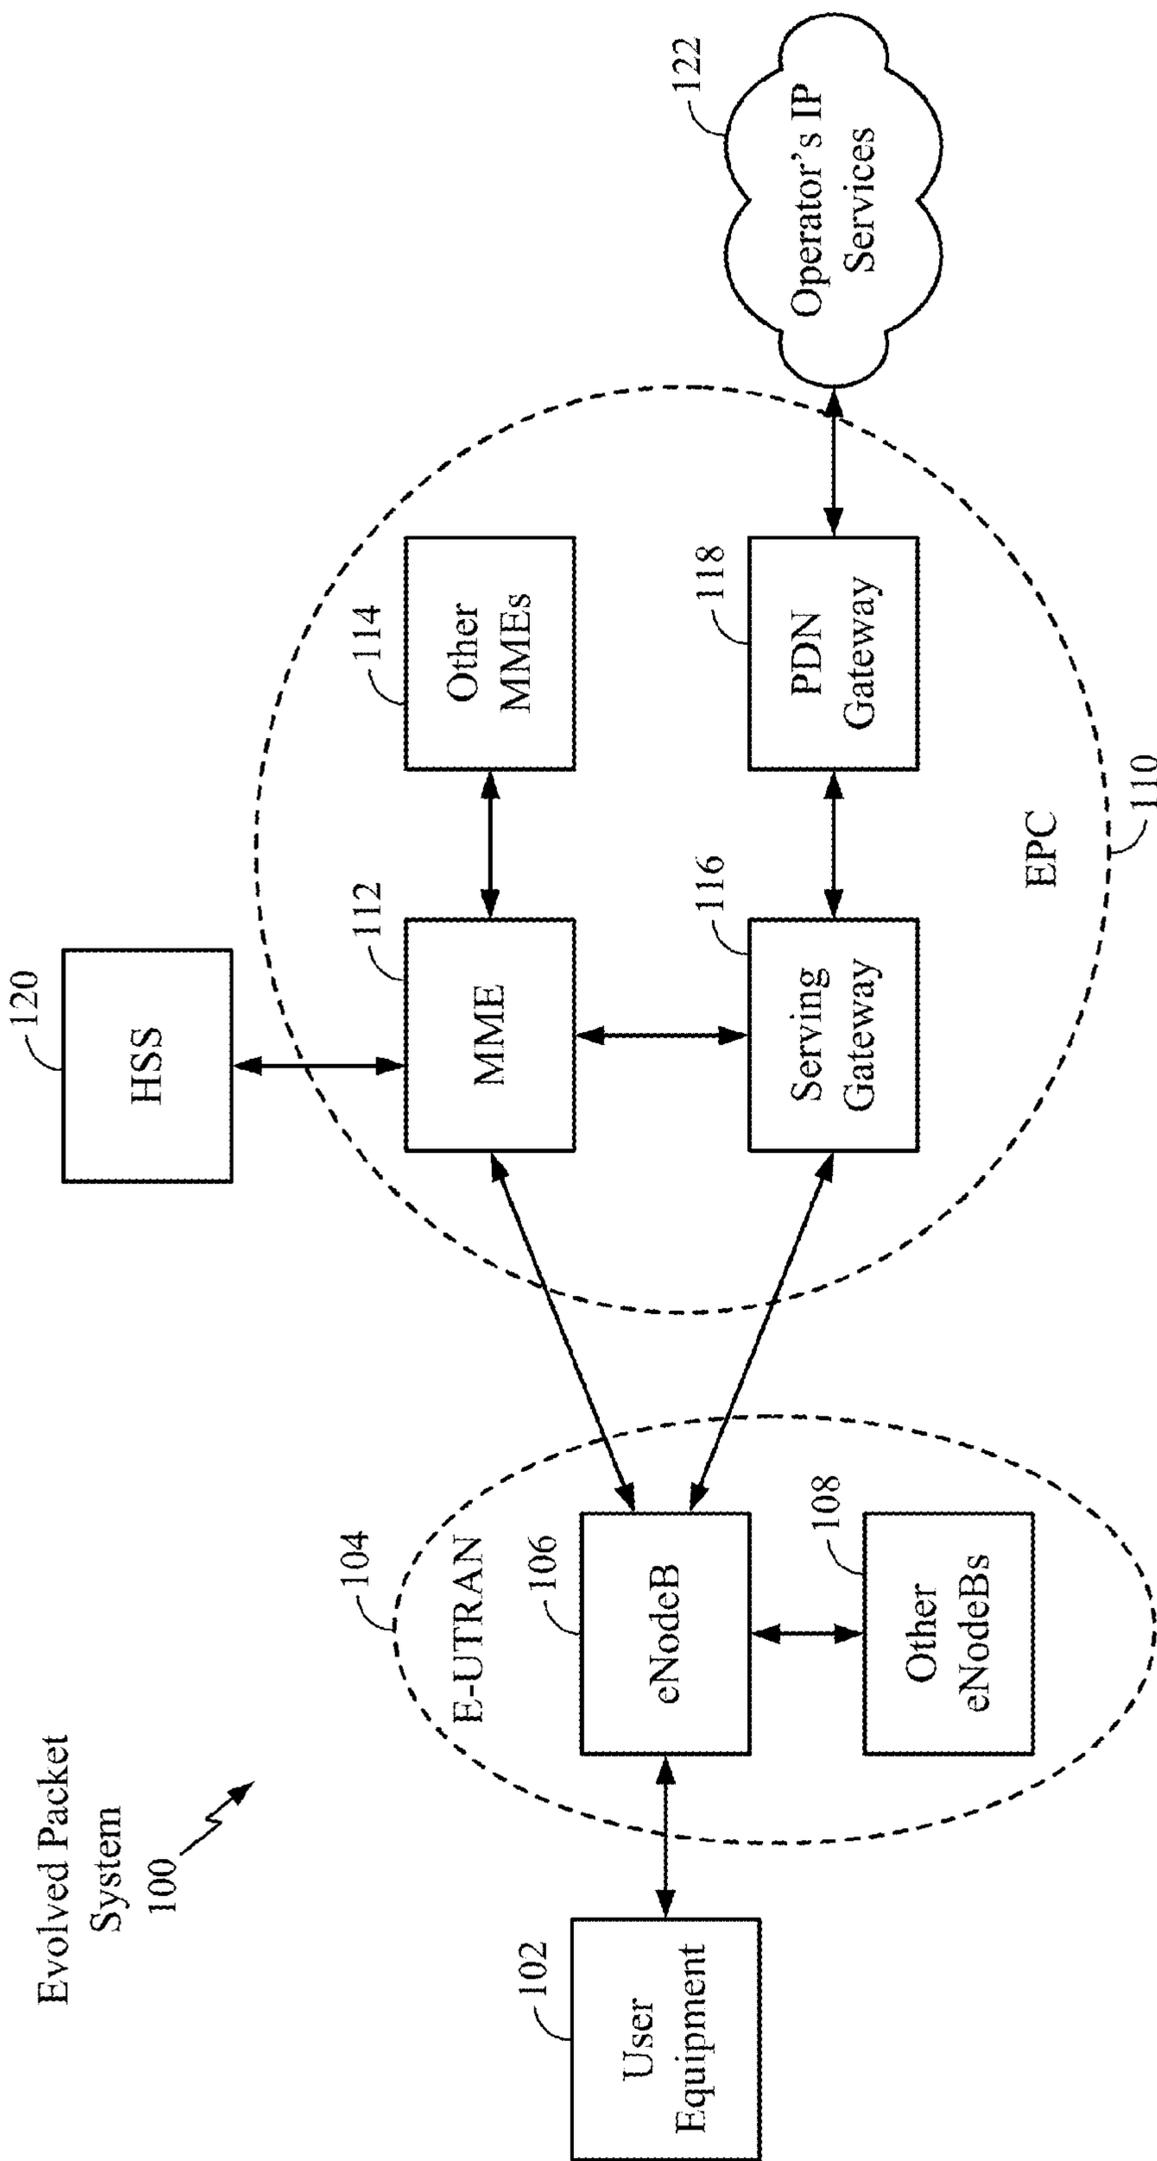 Evolved Packet
System
100
102
User
Equipment
104
E-UTRAN
106
eNodeB
108
Other
eNodeBs
120
HSS
112
MME
114
Other
MMEs
116
Serving
Gateway
118
PDN
Gateway
EPC
110
122
Operator's IP
Services